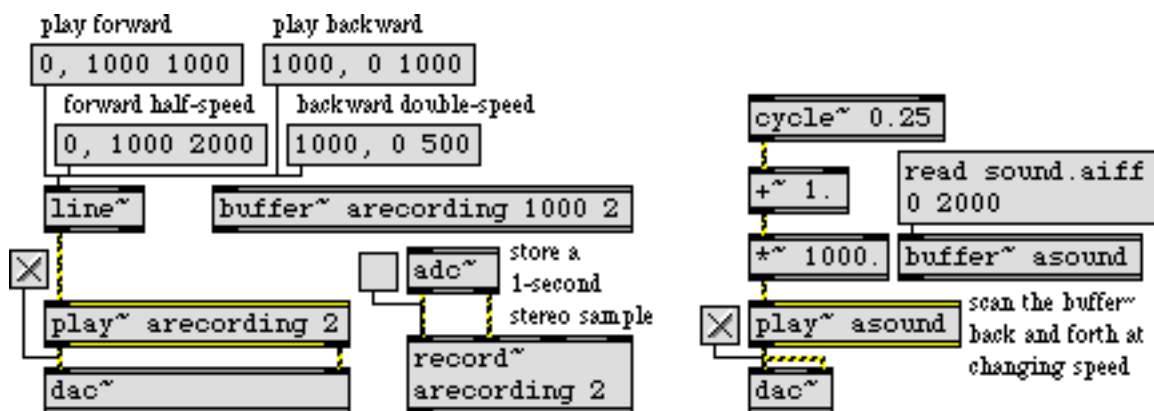 play forward
play backward
0, 1000 1000
1000, 0 1000
forward half-speed
backward double-speed
0, 1000 2000
1000, 0 500
line~
buffer~ arecording 1000 2
adc~
store a
1-second
stereo sample
play~ arecording 2
record~
arecording 2
dac~
cycle~ 0.25
+~ 1.
read sound.aiff
0 2000
*~ 1000.
buffer~ asound
play~ asound
scan the buffer~
back and forth at
changing speed
dac~